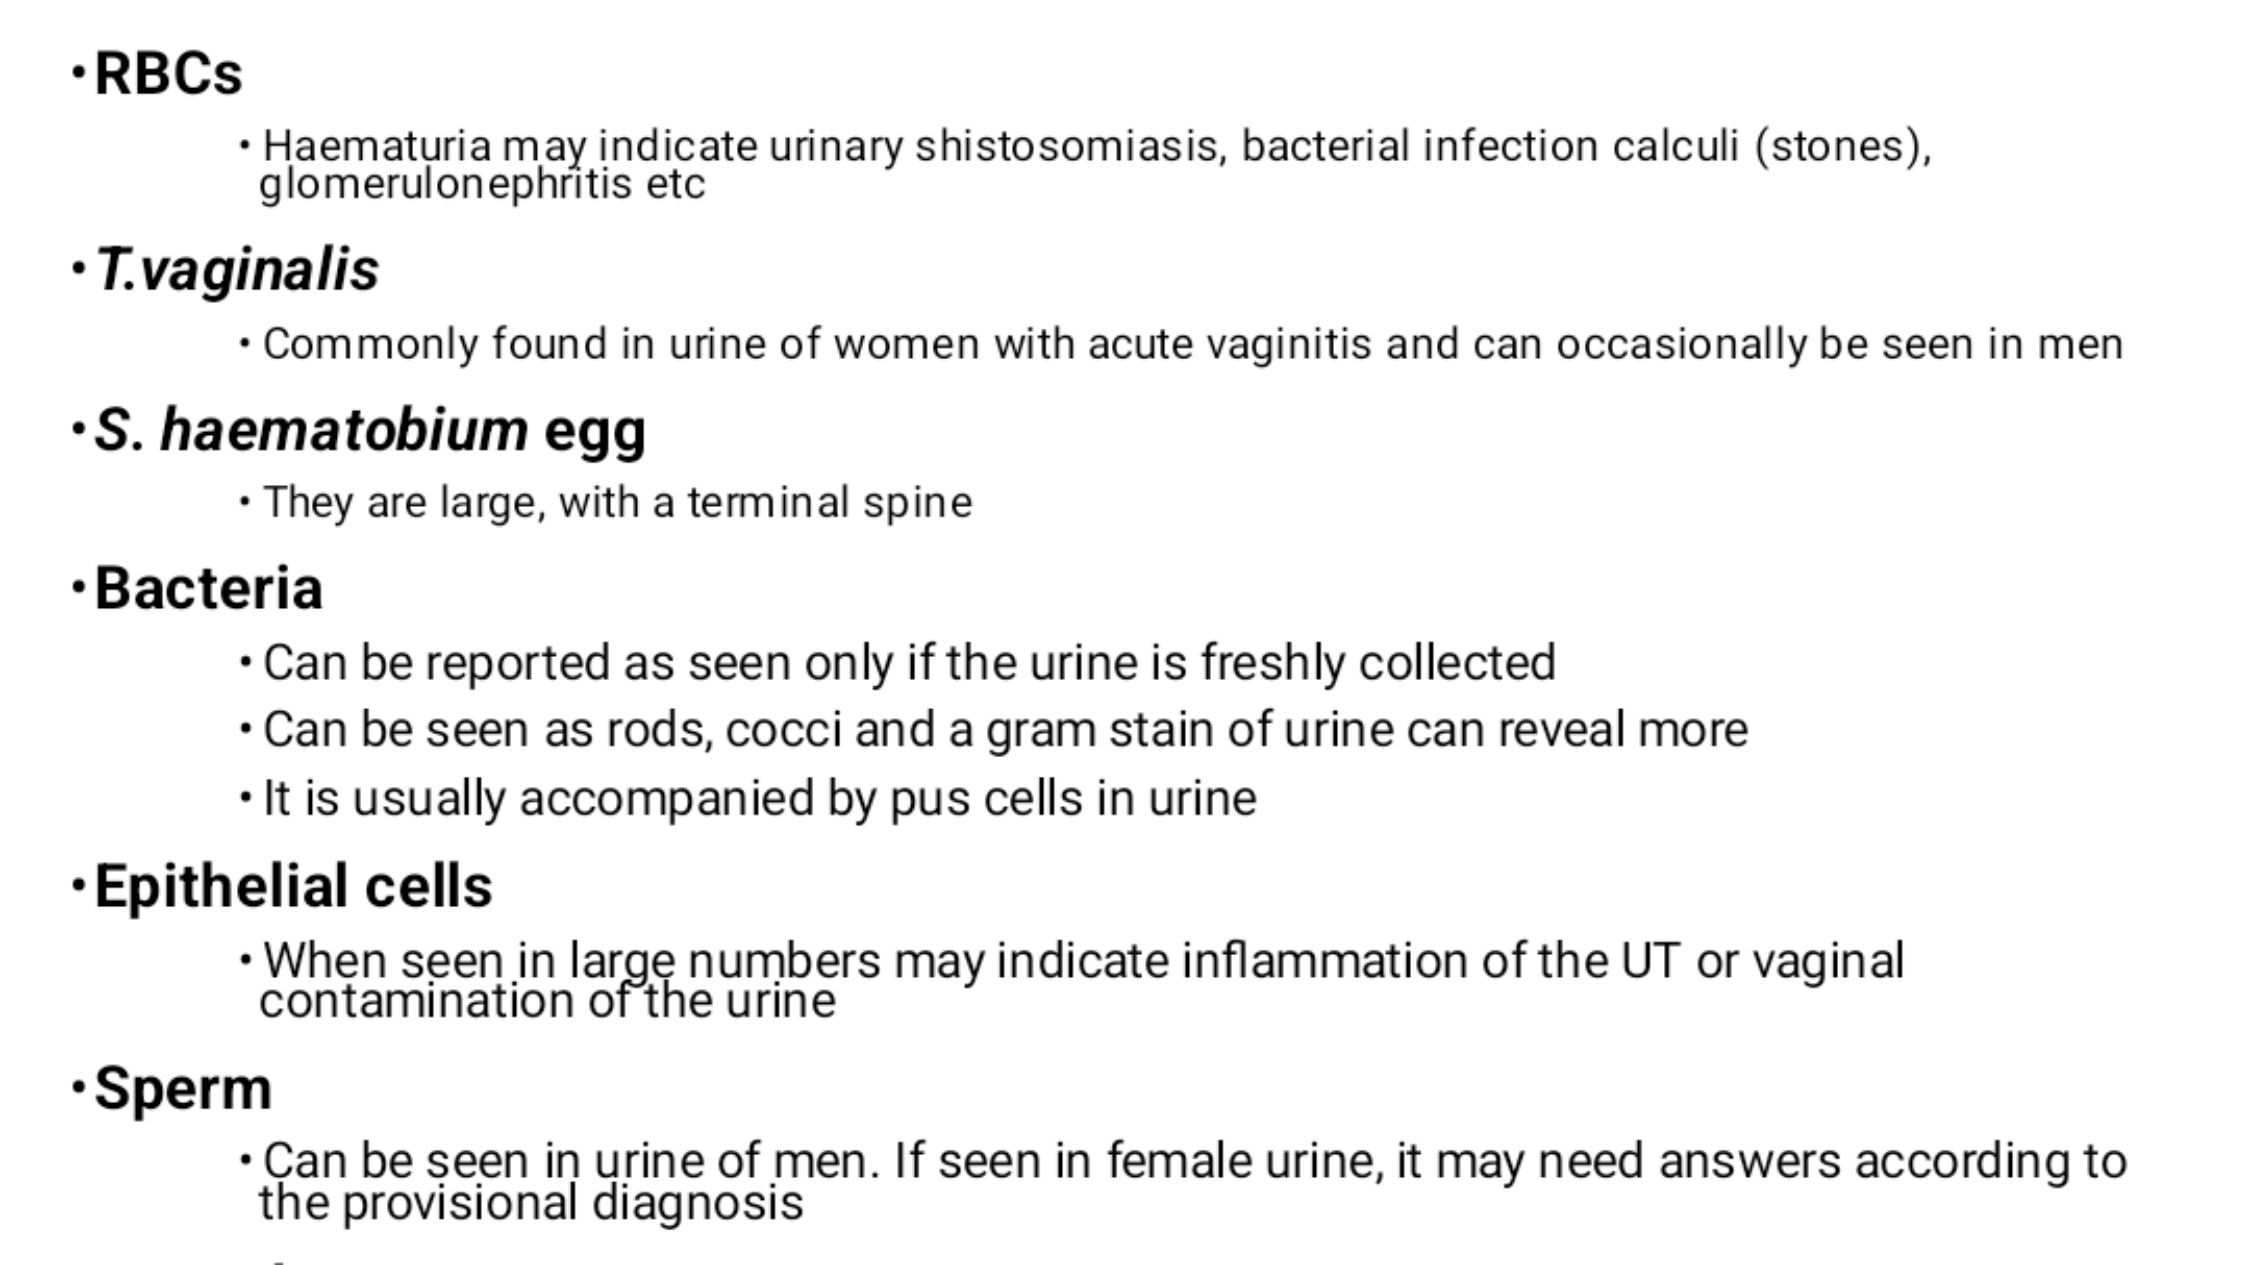 • RBCs
• Haematuria may indicate urinary shistosomiasis, bacterial infection calculi (stones),
glomerulonephritis etc
• T.vaginalis
• Commonly found in urine of women with acute vaginitis and can occasionally be seen in men
• S. haematobium egg
• They are large, with a terminal spine
• Bacteria
• Can be reported as seen only if the urine is freshly collected
• Can be seen as rods, cocci and a gram stain of urine can reveal more
• It is usually accompanied by pus cells in urine
• Epithelial cells
• When seen in large numbers may indicate inflammation of the UT or vaginal
contamination of the urine
• Sperm
• Can be seen in urine of men. If seen in female urine, it may need answers according to
the provisional diagnosis